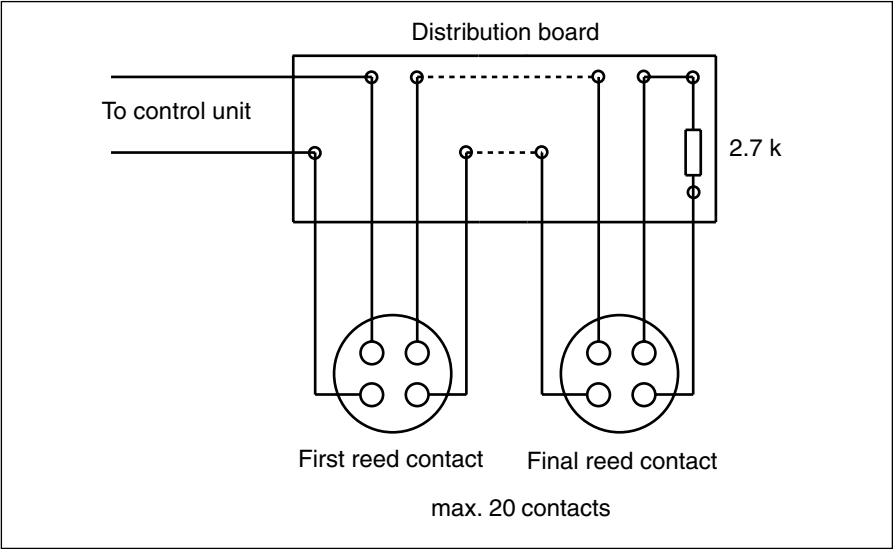 Distribution board
To control unit
2.7 k
First reed contact
Final reed contact
max. 20 contacts